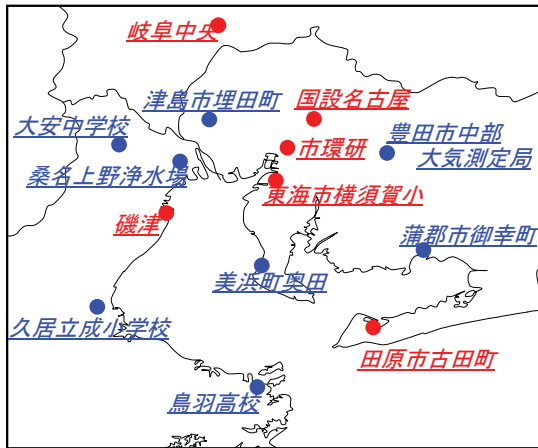 岐阜中央
津島市埋田町
国設名古屋
大安中学校
市環研
豊田市中部
大気測定局
桑名上野浄水場
東海市横須賀小
磯津
蒲郡市御幸町
美浜町奥田
久居立成小学校
田原市古田町
鳥羽高校